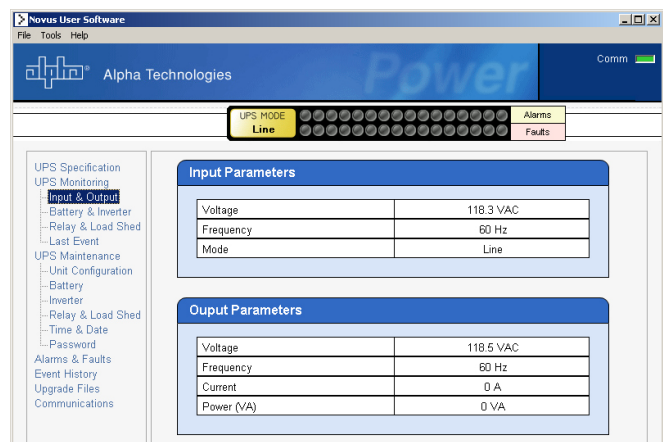 Novus User Software
File Tools Help
alpha® Alpha Technologies
Power
Comm
UPS MODE
Line
Alarms
Faults
UPS Specification
UPS Monitoring
Input & Output
Battery & Inverter
Relay & Load Shed
Last Event
UPS Maintenance
Unit Configuration
Battery
Inverter
Relay & Load Shed
Time & Date
Password
Alarms & Faults
Event History
Upgrade Files
Communications
Input Parameters
Voltage 118.3 VAC
Frequency 60 Hz
Mode Line
Ouput Parameters
Voltage 118.5 VAC
Frequency 60 Hz
Current 0 A
Power (VA) 0 VA